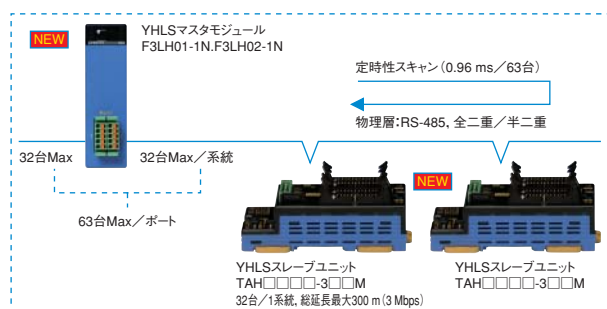 NEW
YHLSマスタモジュール
F3LH01-1N.F3LH02-1N
定時性スキャン(0.96 ms／63台)
物理層:RS-485, 全二重／半二重
32台Max
32台Max／系統
63台Max／ポート
NEW
YHLSスレーブユニット
TAH□□□□-3□□M
32台／1系統, 総延長最大300 m(3 Mbps)
YHLSスレーブユニット
TAH□□□□-3□□M